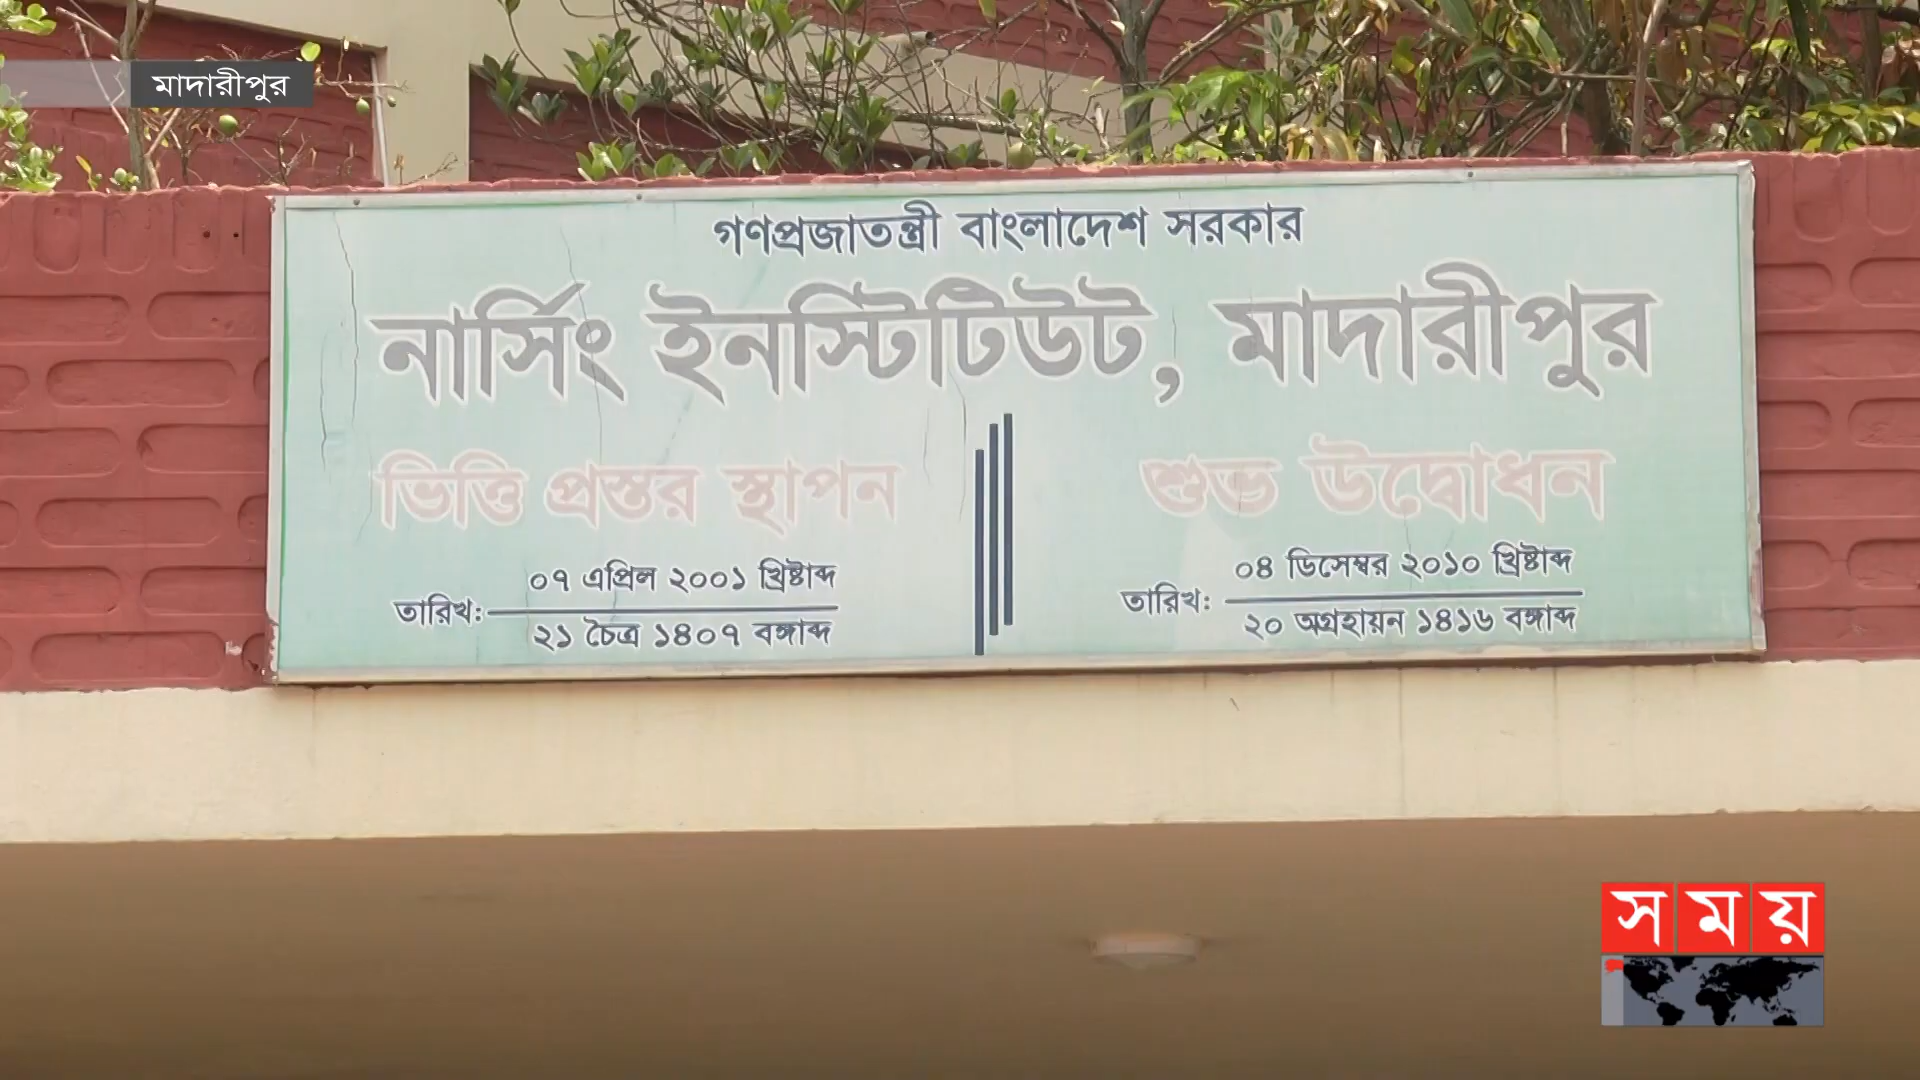 মাদারীপুর
গণপ্রজাতন্ত্রী বাংলাদেশ সরকার
নার্সিং ইনস্টিটিউট, মাদারীপুর
ভিত্তি প্রস্তর স্থাপন
তারিখ: ০৭ এপ্রিল ২০০১ খ্রিষ্টাব্দ
২১ চৈত্র ১৪০৭ বঙ্গাব্দ
শুভ উদ্বোধন
তারিখ: ০৪ ডিসেম্বর ২০১০ খ্রিষ্টাব্দ
২০ অগ্রহায়ন ১৪১৬ বঙ্গাব্দ
সময়